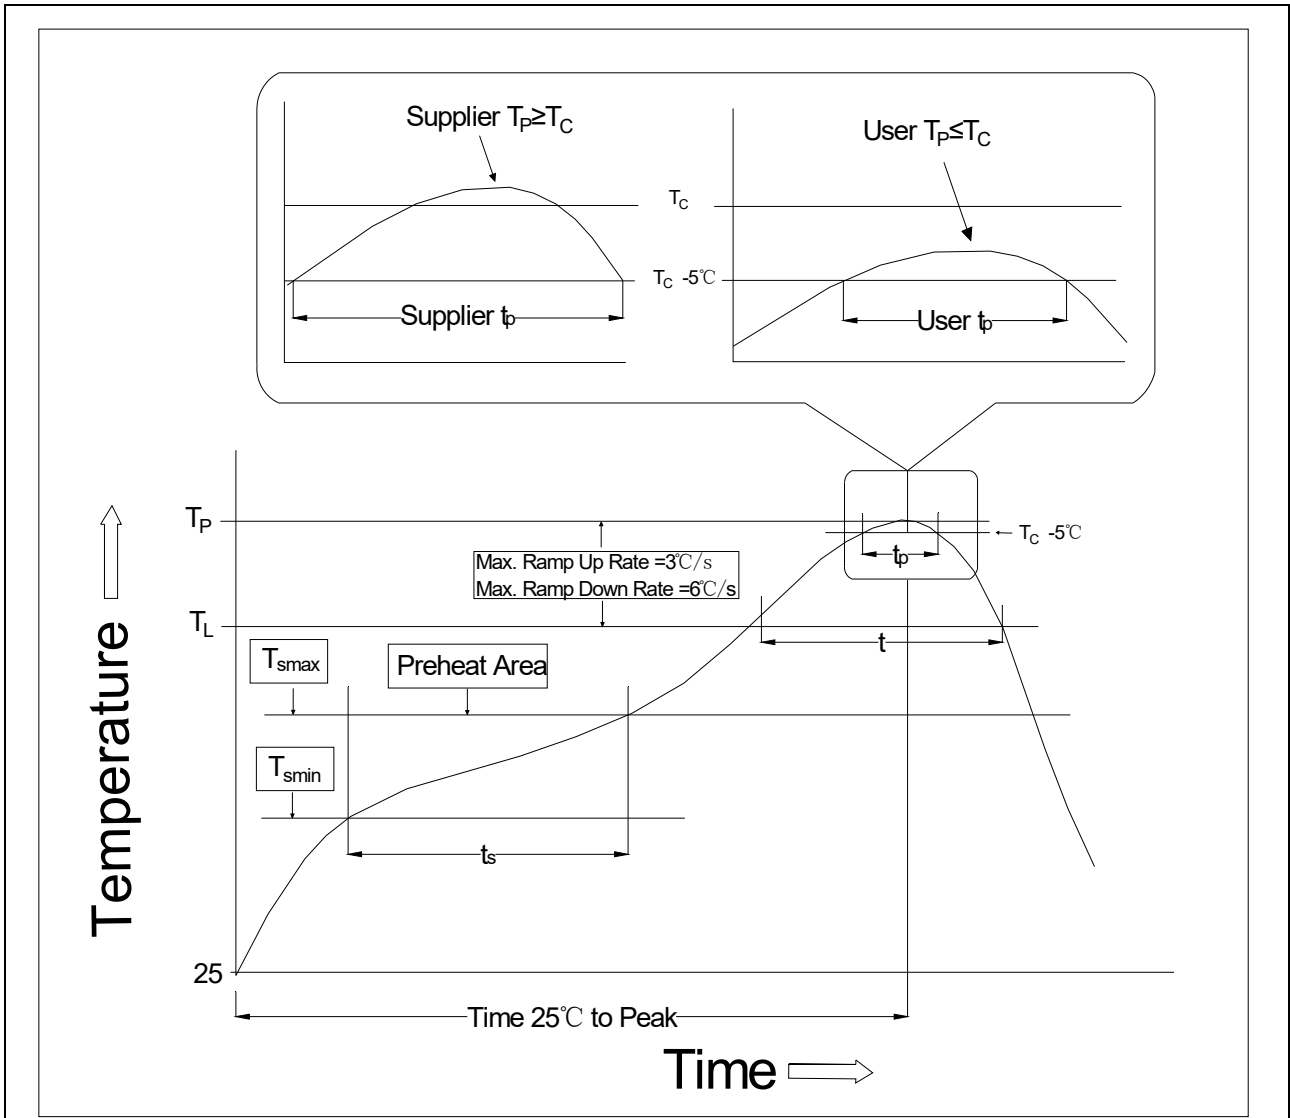 Supplier TP≥TC
User TP≤TC
TC
TC -5℃
Supplier tp
User tp
TP
TC -5℃
tp
Max. Ramp Up Rate =3℃/s
Max. Ramp Down Rate =6℃/s
TL
t
Tsmax
Preheat Area
Tsmin
ts
Temperature
25
Time 25℃ to Peak
Time